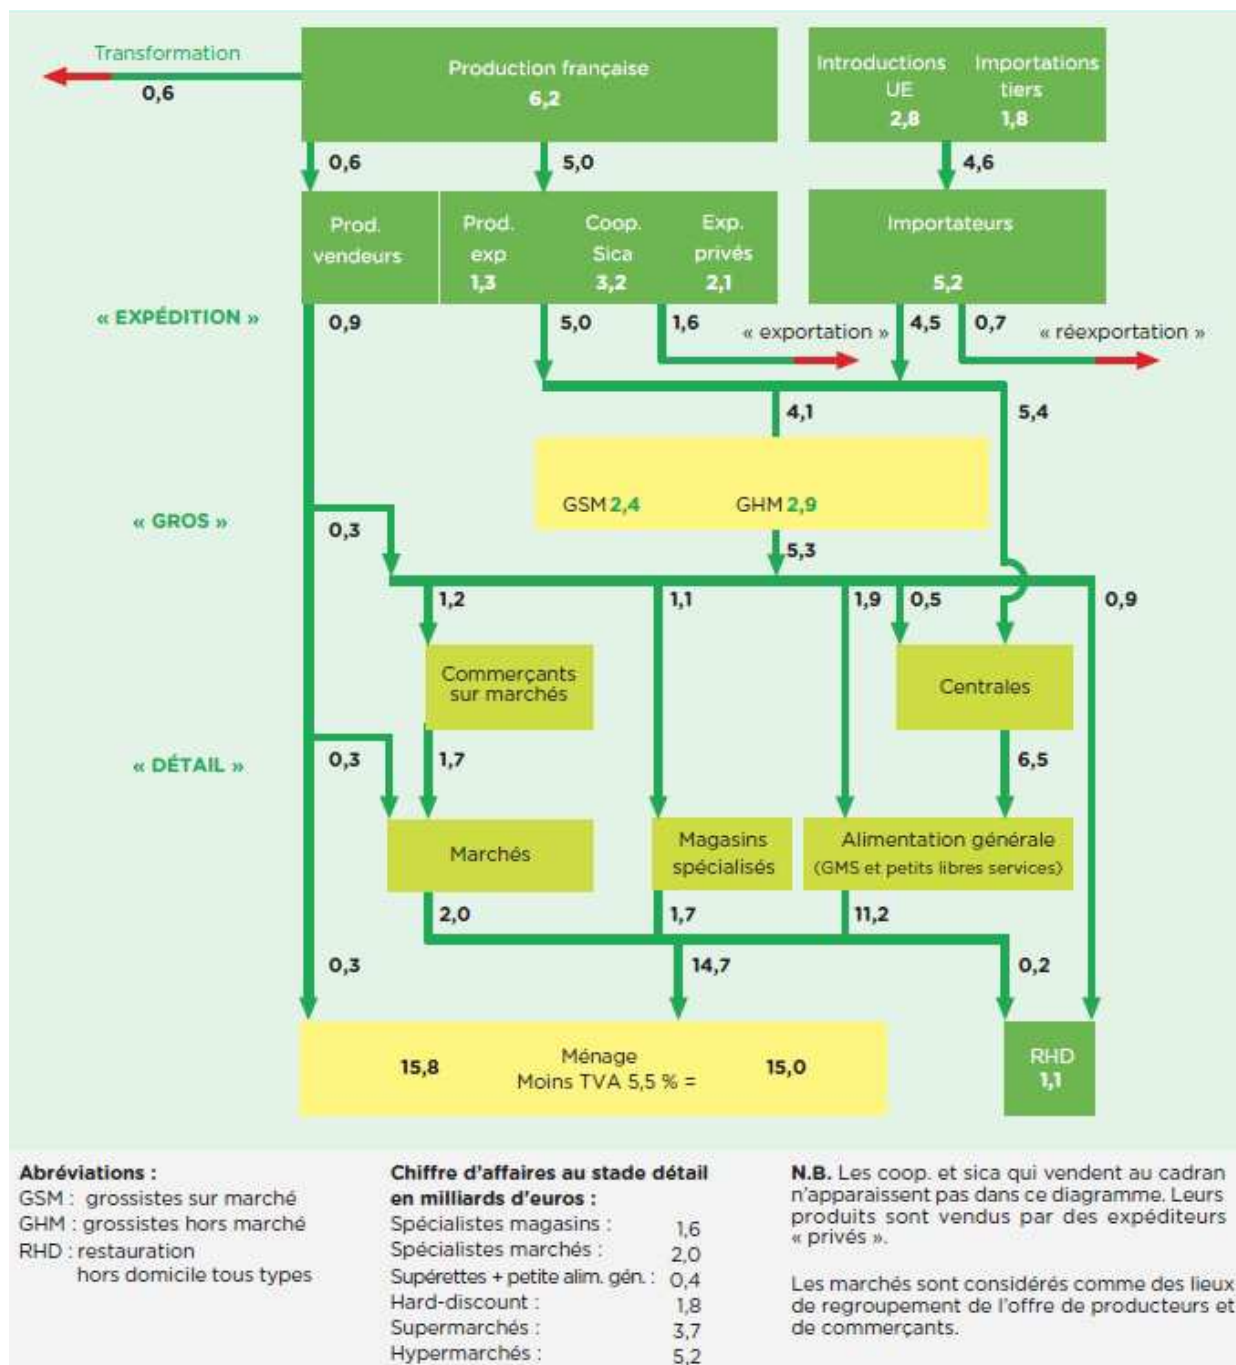 Transformation
0,6
Production française
6,2
Introductions UE
2,8
Importations tiers
1,8
0,6
5,0
4,6
Prod. vendeurs
Prod. exp
1,3
Coop. Sica
3,2
Exp. privés
2,1
Importateurs
5,2
« EXPÉDITION »
0,9
5,0
1,6
« exportation »
4,5
0,7
« réexportation »
4,1
5,4
GSM 2,4
GHM 2,9
« GROS »
0,3
5,3
1,2
1,1
1,9
0,5
0,9
Commerçants
sur marchés
Centrales
« DÉTAIL »
0,3
1,7
6,5
Marchés
Magasins
spécialisés
Alimentation générale
(GMS et petits libres services)
2,0
1,7
11,2
0,3
14,7
0,2
15,8
Ménage
Moins TVA 5,5 % =
15,0
RHD
1,1
Abréviations :
GSM : grossistes sur marché
GHM : grossistes hors marché
RHD : restauration
hors domicile tous types
Chiffre d'affaires au stade détail
en milliards d'euros :
Spécialistes magasins : 1,6
Spécialistes marchés : 2,0
Supérettes + petite alim. gén. : 0,4
Hard-discount : 1,8
Supermarchés : 3,7
Hypermarchés : 5,2
N.B. Les coop. et sica qui vendent au cadran
n'apparaissent pas dans ce diagramme. Leurs
produits sont vendus par des expéditeurs
« privés ».
Les marchés sont considérés comme des lieux
de regroupement de l'offre de producteurs et
de commerçants.